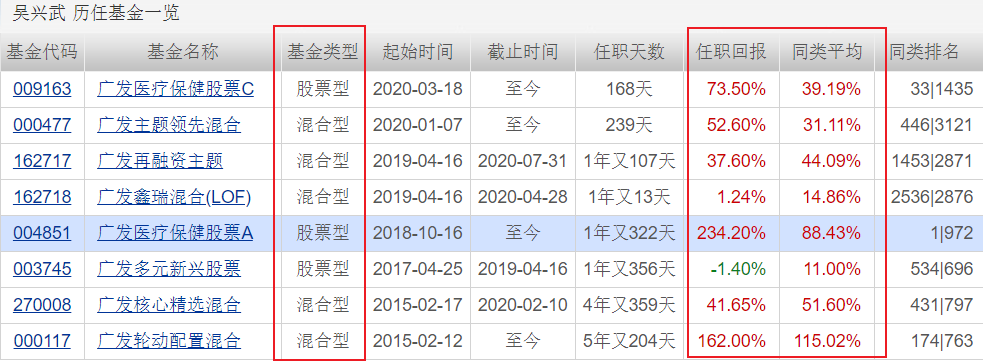 吴兴武 历任基金一览
基金代码 基金名称 基金类型 起始时间 截止时间 任职天数 任职回报 同类平均 同类排名
009163 广发医疗保健股票C 股票型 2020-03-18 至今 168天 73.50% 39.19% 33|1435
000477 广发主题领先混合 混合型 2020-01-07 至今 239天 52.60% 31.11% 446|3121
162717 广发再融资主题 混合型 2019-04-16 2020-07-31 1年又107天 37.60% 44.09% 1453|2871
162718 广发鑫瑞混合(LOF) 混合型 2019-04-16 2020-04-28 1年又13天 1.24% 14.86% 2536|2876
004851 广发医疗保健股票A 股票型 2018-10-16 至今 1年又322天 234.20% 88.43% 1|972
003745 广发多元新兴股票 股票型 2017-04-25 2019-04-16 1年又356天 -1.40% 11.00% 534|696
270008 广发核心精选混合 混合型 2015-02-17 2020-02-10 4年又359天 41.65% 51.60% 431|797
000117 广发轮动配置混合 混合型 2015-02-12 至今 5年又204天 162.00% 115.02% 174|763